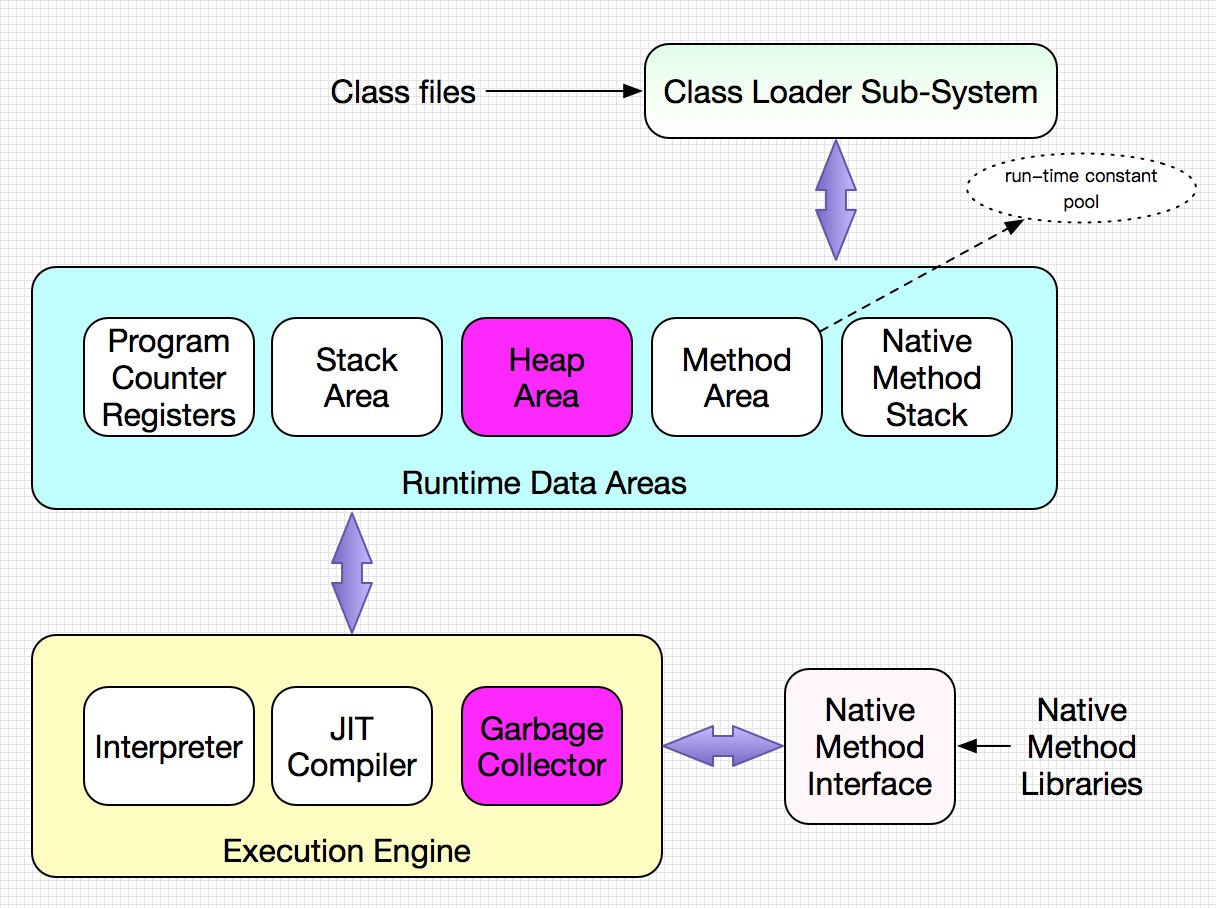 Class files
Class Loader Sub-System
run-time constant
pool
Program
Counter
Registers
Stack
Area
Heap
Area
Method
Area
Native
Method
Stack
Runtime Data Areas
Interpreter
JIT
Compiler
Garbage
Collector
Execution Engine
Native
Method
Interface
Native
Method
Libraries